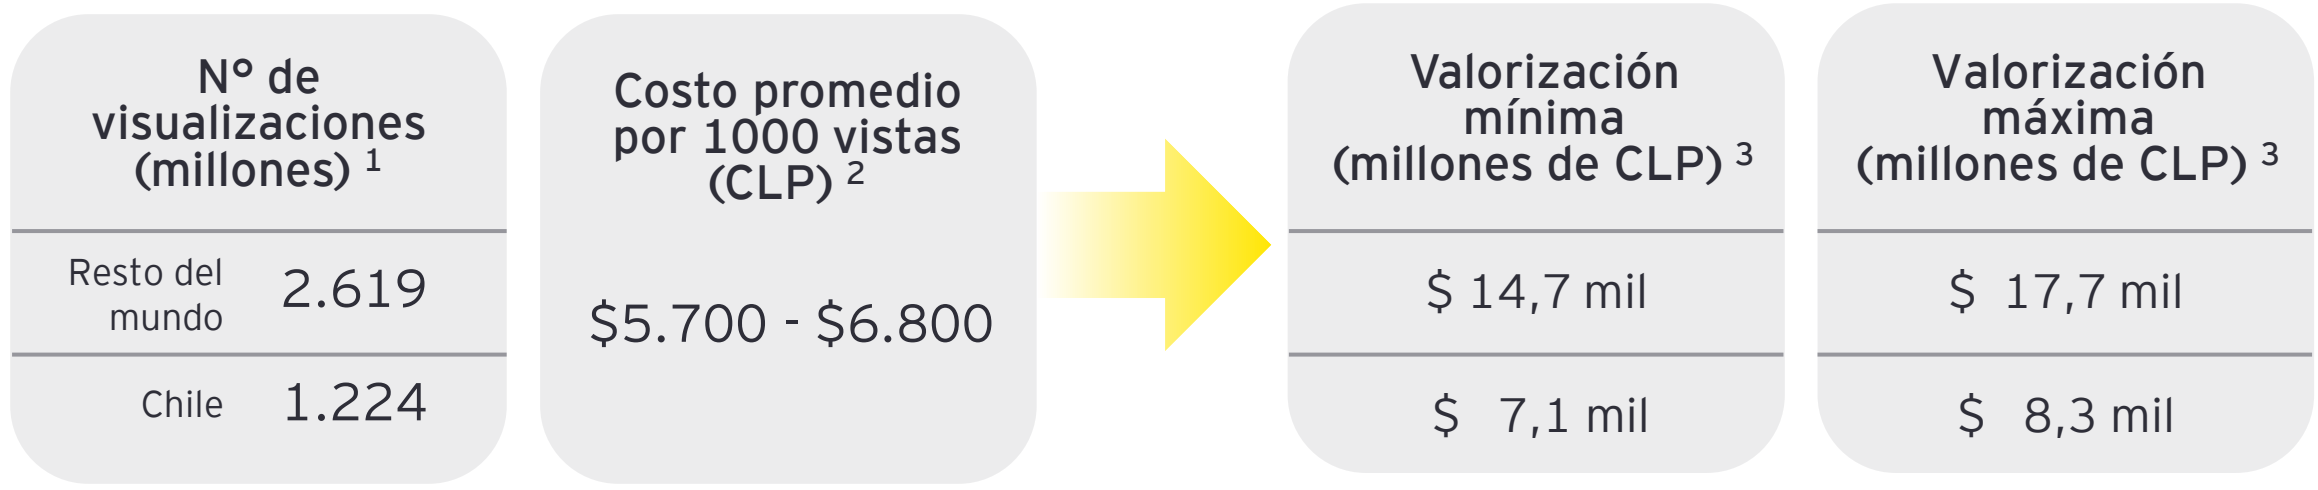 N° de
visualizaciones
(millones) 1
Resto del
mundo
2.619
Chile
1.224
Costo promedio
por 1000 vistas
(CLP) 2
$5.700 - $6.800
Valorización
mínima
(millones de CLP) 3
$ 14,7 mil
$ 7,1 mil
Valorización
máxima
(millones de CLP) 3
$ 17,7 mil
$ 8,3 mil